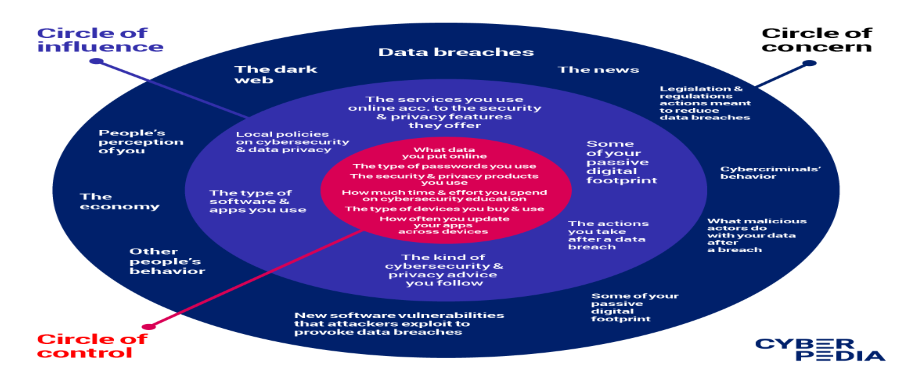 Circle of
influence
Circle of
concern
Data breaches
The dark
web
The news
Legislation &
regulations
actions meant
to reduce
data breaches
People's
perception
of you
Cybercriminals'
behavior
The
economy
What malicious
actors do
with your data
after
a breach
Other
people's
behavior
Some of your
passive
digital
footprint
New software vulnerabilities
that attackers exploit to
provoke data breaches
The services you use
online acc. to the security
& privacy features
they offer
Local policies
on cybersecurity
& data privacy
Some
of your
passive
digital
footprint
The type of
software &
apps you use
The actions
you take
after a data
breach
The kind of
cybersecurity &
privacy advice
you follow
What data
you put online
The type of passwords you use
The security & privacy products
you use
How much time & effort you spend
on cybersecurity education
The type of devices you buy & use
How often you update
your apps
across devices
Circle of
control
CYBER
PEDIA